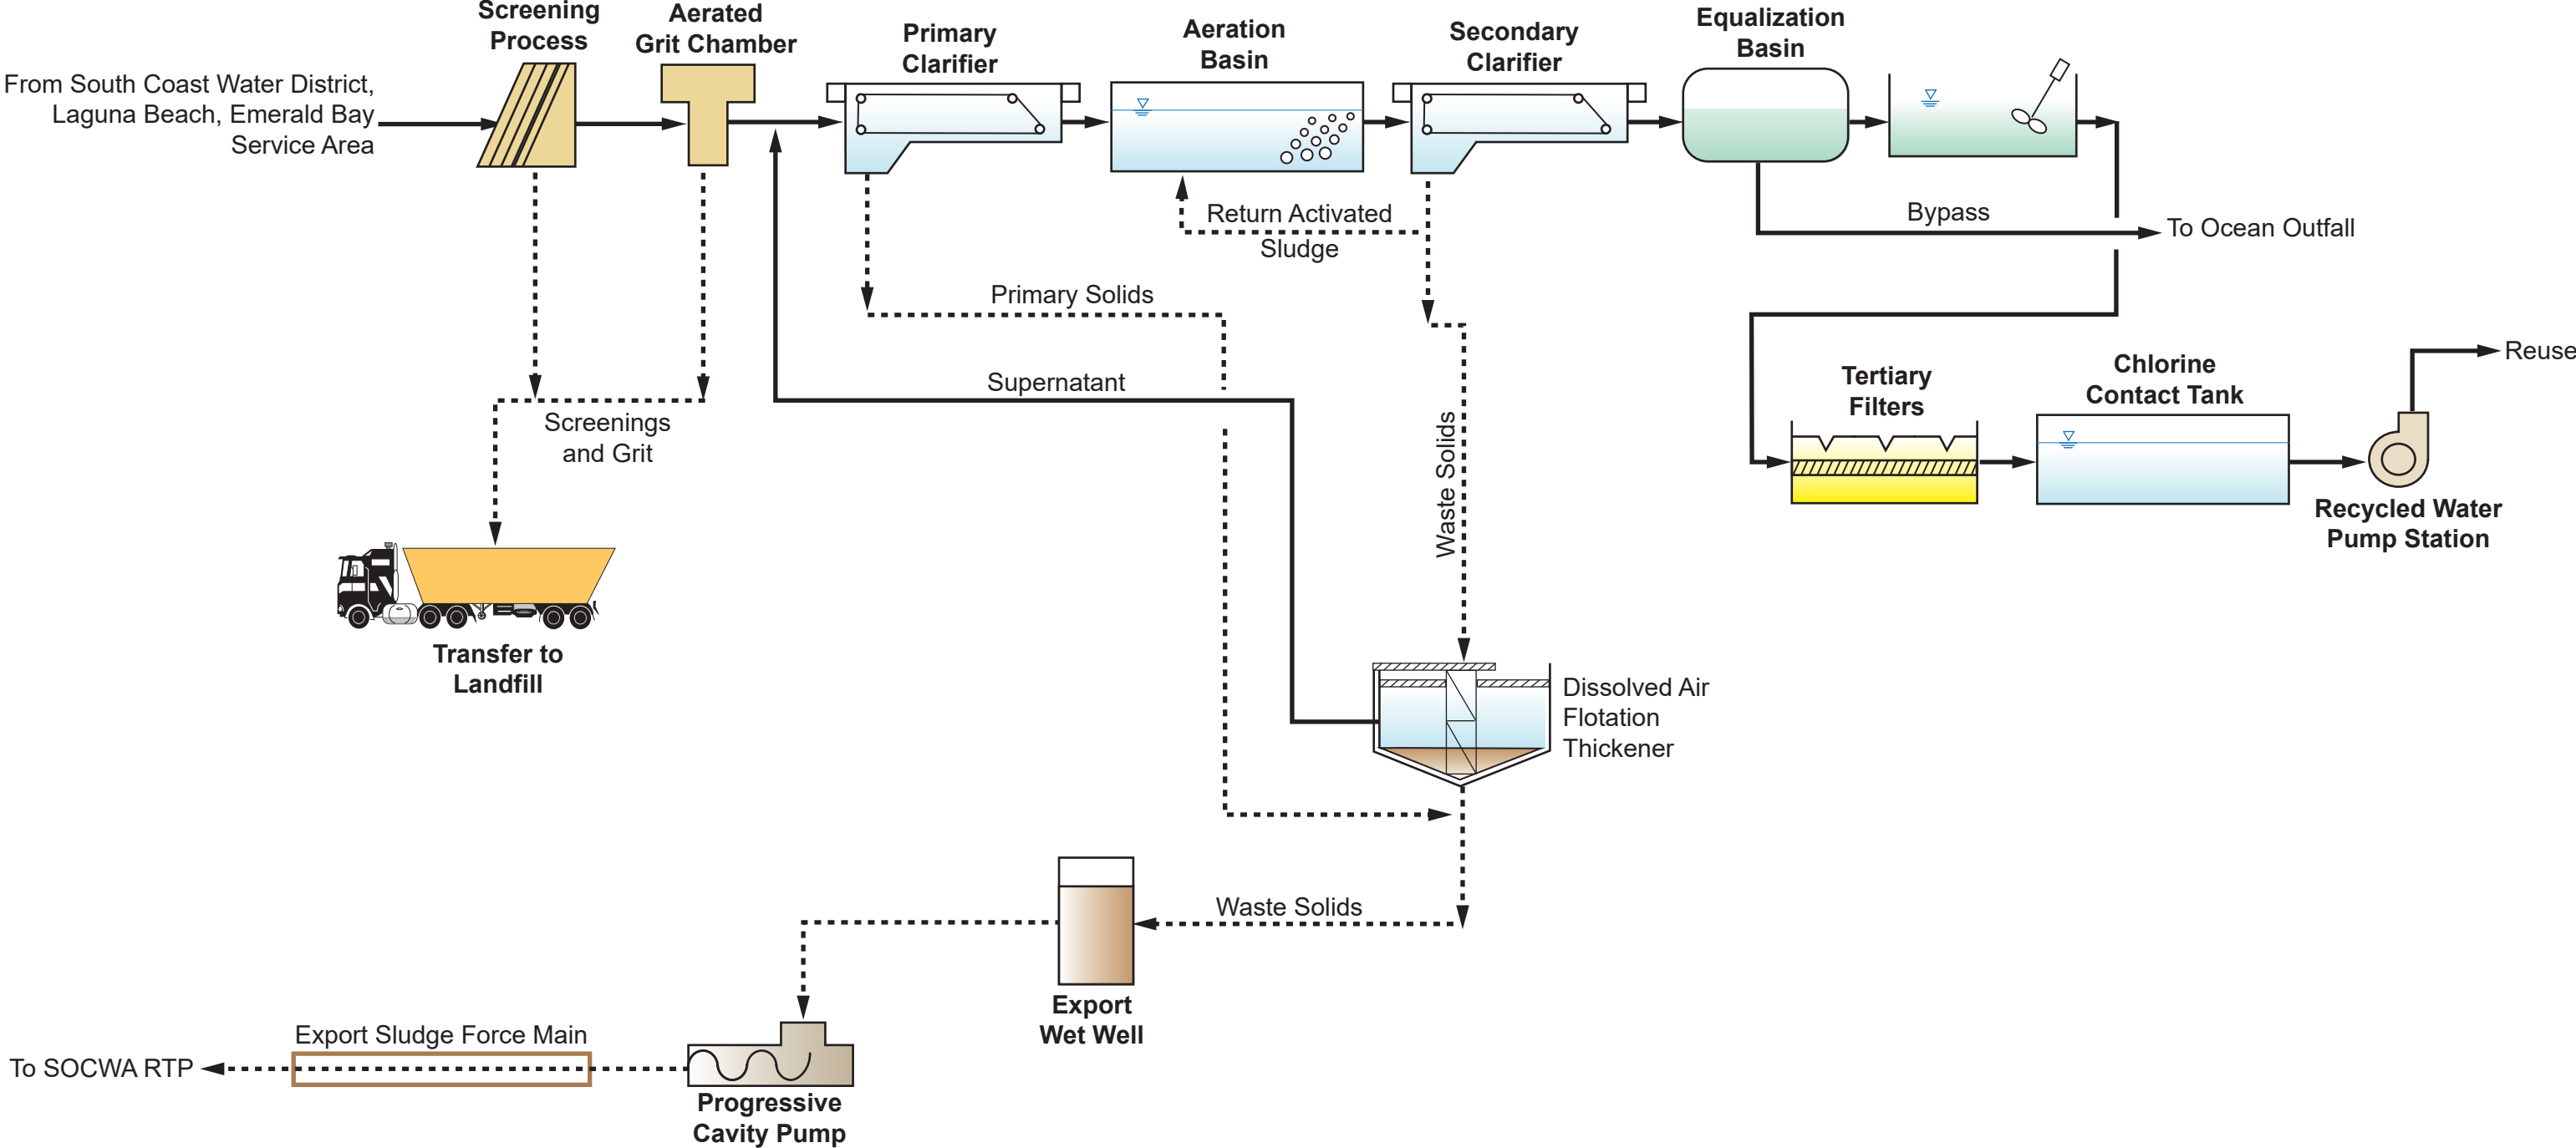 Screening
Process
Aerated
Grit Chamber
Primary
Clarifier
Aeration
Basin
Secondary
Clarifier
Equalization
Basin
From South Coast Water District,
Laguna Beach, Emerald Bay
Service Area
Return Activated
Sludge
Bypass
To Ocean Outfall
Primary Solids
Supernatant
Screenings
and Grit
Waste Solids
Tertiary
Filters
Chlorine
Contact Tank
Reuse
Recycled Water
Pump Station
Transfer to
Landfill
Dissolved Air
Flotation
Thickener
Waste Solids
Export
Wet Well
Export Sludge Force Main
To SOCWA RTP
Progressive
Cavity Pump